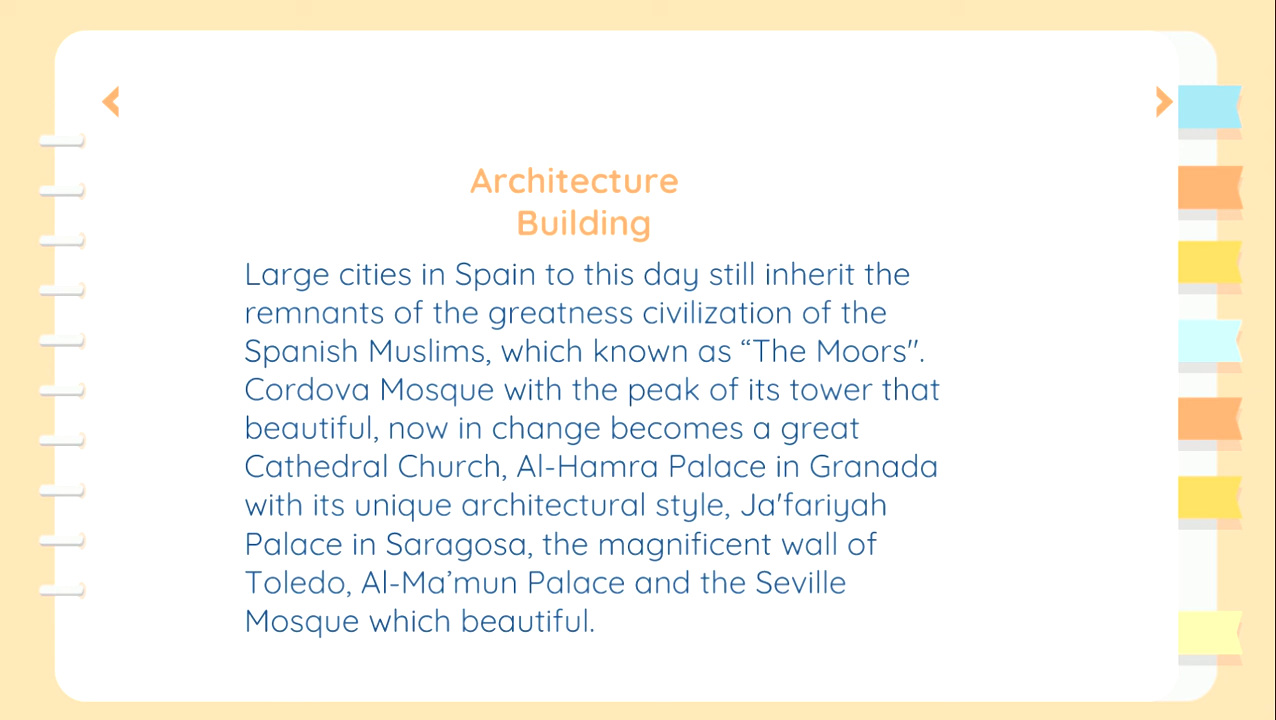 Architecture
Building
Large cities in Spain to this day still inherit the
remnants of the greatness civilization of the
Spanish Muslims, which known as “The Moors".
Cordova Mosque with the peak of its tower that
beautiful, now in change becomes a great
Cathedral Church, Al-Hamra Palace in Granada
with its unique architectural style, Ja'fariyah
Palace in Saragosa, the magnificent wall of
Toledo, Al-Ma’mun Palace and the Seville
Mosque which beautiful.